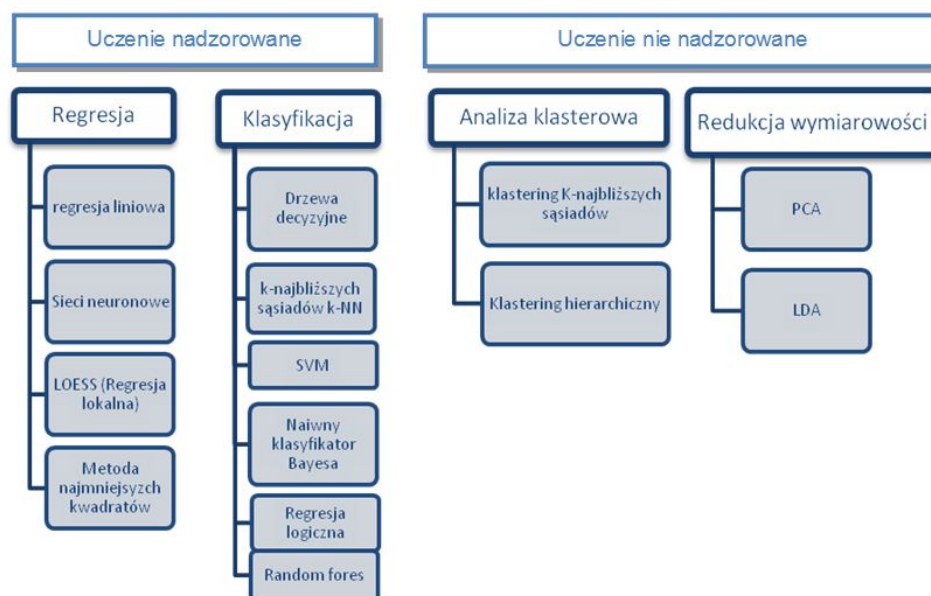 Uczenie nadzorowane
Uczenie nie nadzorowane
Regresja
regresja liniowa
Sieci neuronowe
LOESS (Regresja
lokalna)
Metoda
najmniejsyzch
kwadratów
Klasyfikacja
Drzewa
decyzyjne
k-najbliższych
sąsiadów k-NN
SVM
Naiwny
klasyfikator
Bayesa
Regresja
logiczna
Random fores
Analiza klasterowa
klastering K-najbliższych
sąsiadów
Klastering hierarchiczny
Redukcja wymiarowości
PCA
LDA